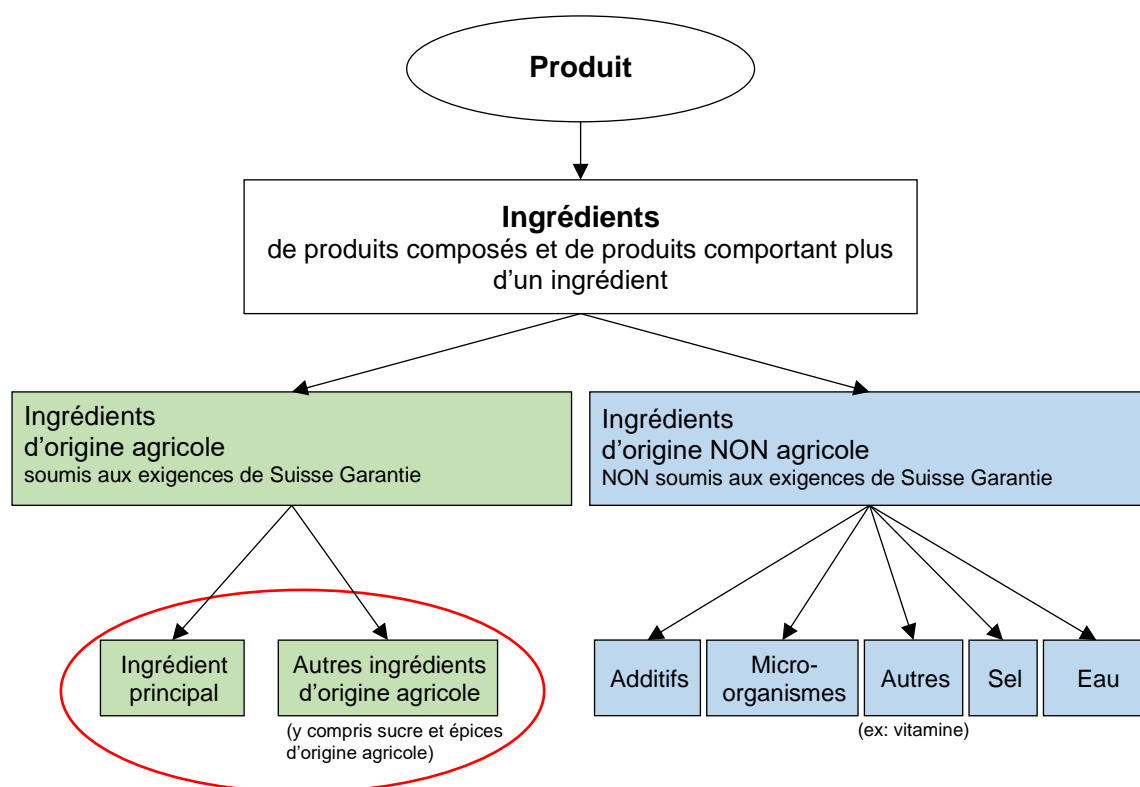 Produit
Ingrédients
de produits composés et de produits comportant plus
d’un ingrédient
Ingrédients
d’origine agricole
soumis aux exigences de Suisse Garantie
Ingrédients
d’origine NON agricole
NON soumis aux exigences de Suisse Garantie
Ingrédient
principal
Autres ingrédients
d’origine agricole
(y compris sucre et épices
d’origine agricole)
Additifs
Micro-
organismes
Autres
(ex: vitamine)
Sel
Eau